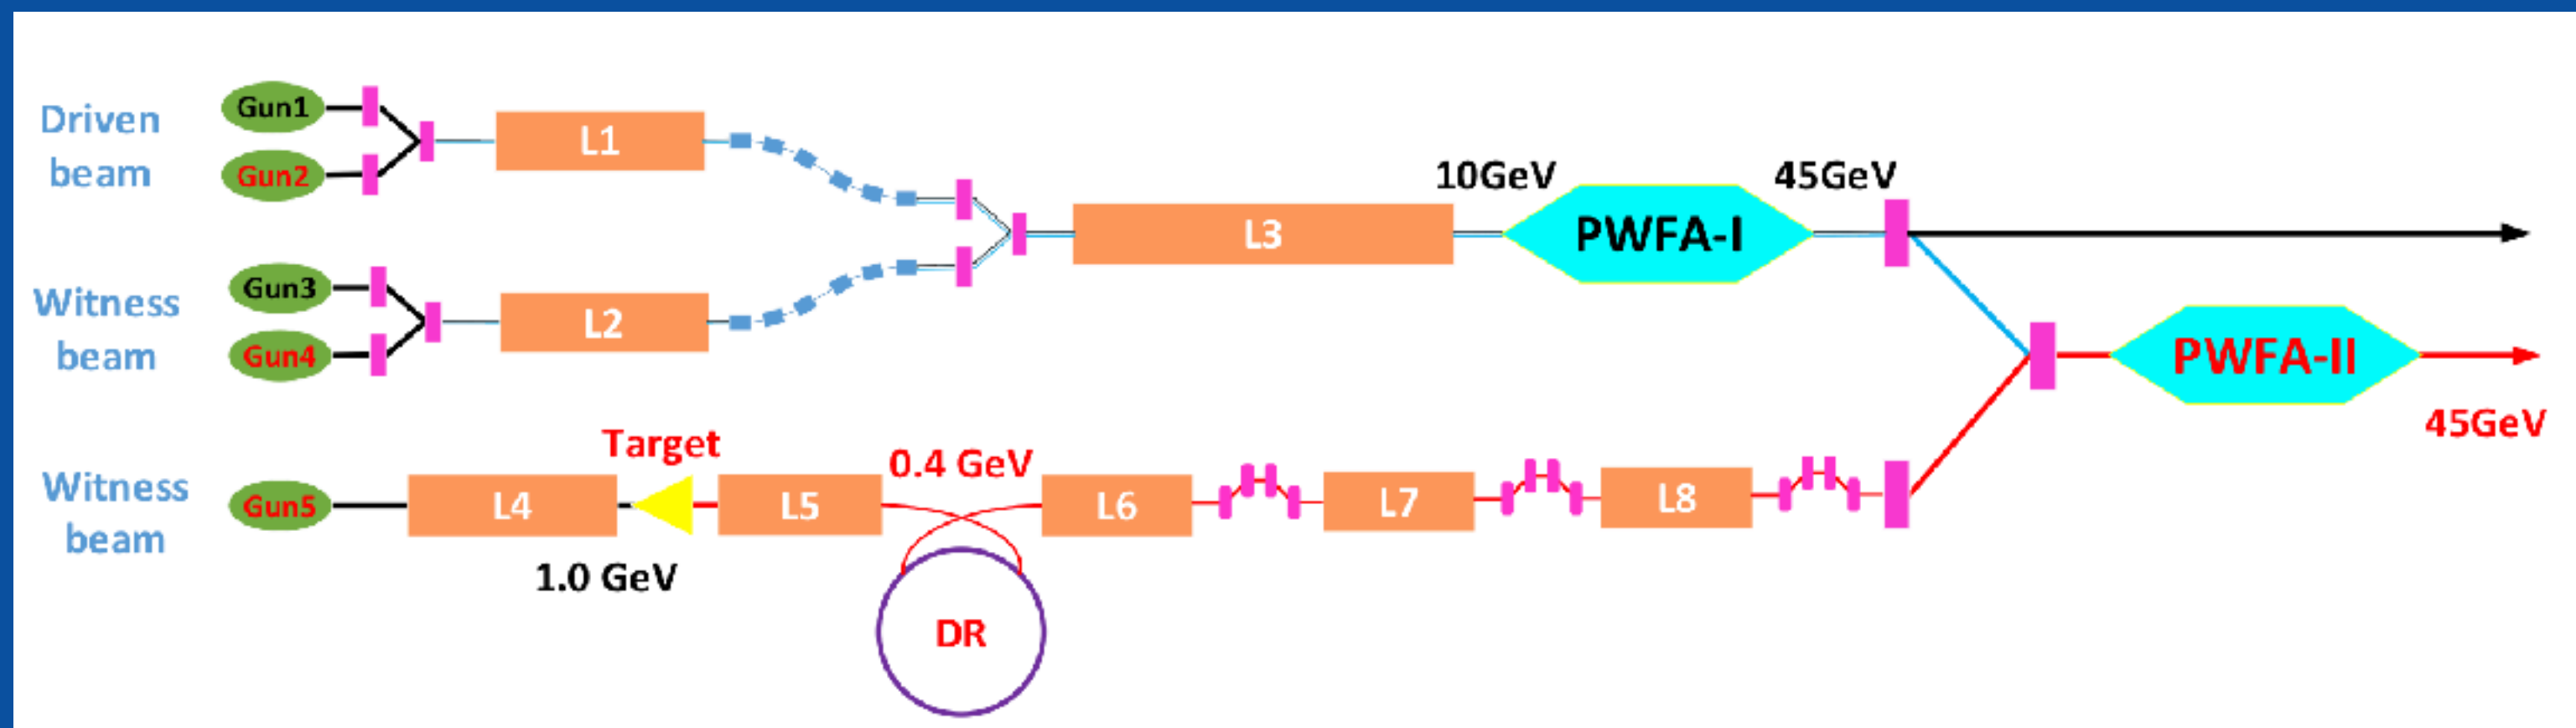 Driven
beam
Gun1
Gun2
L1
Witness
beam
Gun3
Gun4
L2
L3
10GeV
PWFA-I
45GeV
PWFA-II
45GeV
Witness
beam
Gun5
L4
Target
1.0 GeV
L5
0.4 GeV
DR
L6
L7
L8